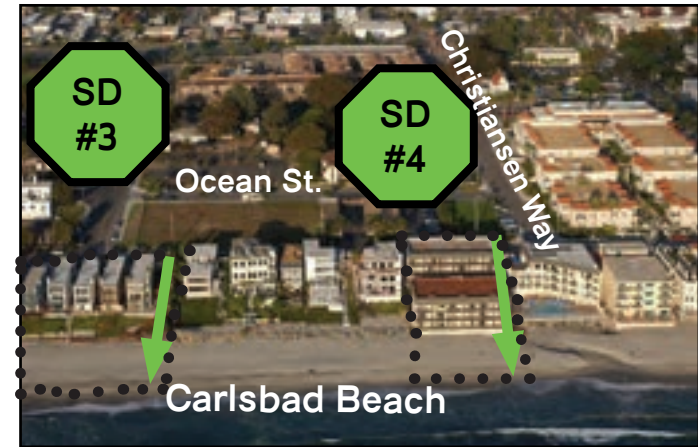 SD
#3
SD
#4
Christiansen Way
Ocean St.
Carlsbad Beach